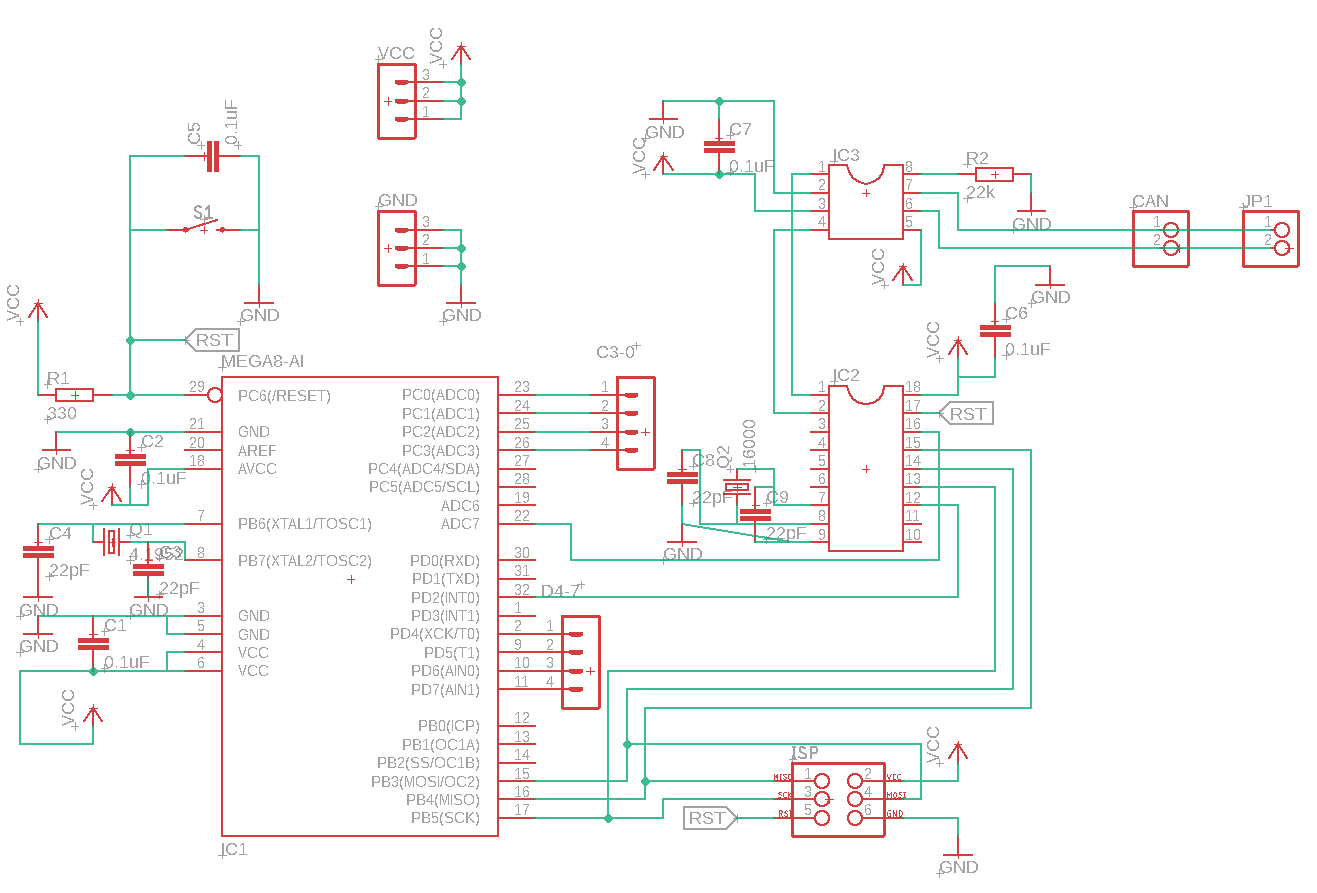 VCC
VCC
3
2
1
C5
0.1uF
S1
GND
GND
3
2
1
GND
VCC
RST
R1
330
MEGA8-AI
29
PC6(/RESET)
21
GND
20
AREF
18
AVCC
GND
C2
0.1uF
VCC
7
PB6(XTAL1/TOSC1)
8
PB7(XTAL2/TOSC2)
C4
22pF
GND
Q1
22pF
GND
3
GND
5
GND
4
VCC
6
VCC
GND
C1
0.1uF
VCC
PC0(ADC0)
23
PC1(ADC1)
24
PC2(ADC2)
25
PC3(ADC3)
26
PC4(ADC4/SDA)
27
PC5(ADC5/SCL)
28
ADC6
19
ADC7
22
PD0(RXD)
30
PD1(TXD)
31
PD2(INT0)
32
PD3(INT1)
1
PD4(XCK/T0)
2
PD5(T1)
9
PD6(AIN0)
10
PD7(AIN1)
11
PB0(ICP)
12
PB1(OC1A)
13
PB2(SS/OC1B)
14
PB3(MOSI/OC2)
15
PB4(MISO)
16
PB5(SCK)
17
IC1
C3-0
1
2
3
4
D4-7
1
2
3
4
GND
VCC
C7
0.1uF
IC3
1
2
3
4
8
7
6
5
R2
22k
GND
VCC
CAN
1
2
JP1
1
2
GND
C6
0.1uF
VCC
IC2
1
2
3
4
5
6
7
8
9
18
17
16
15
14
13
12
11
10
RST
C8
22pF
Q2
16000
C9
22pF
GND
ISP
MISO
1
2
VCC
SCK
3
4
MOSI
RST
5
6
GND
RST
VCC
GND